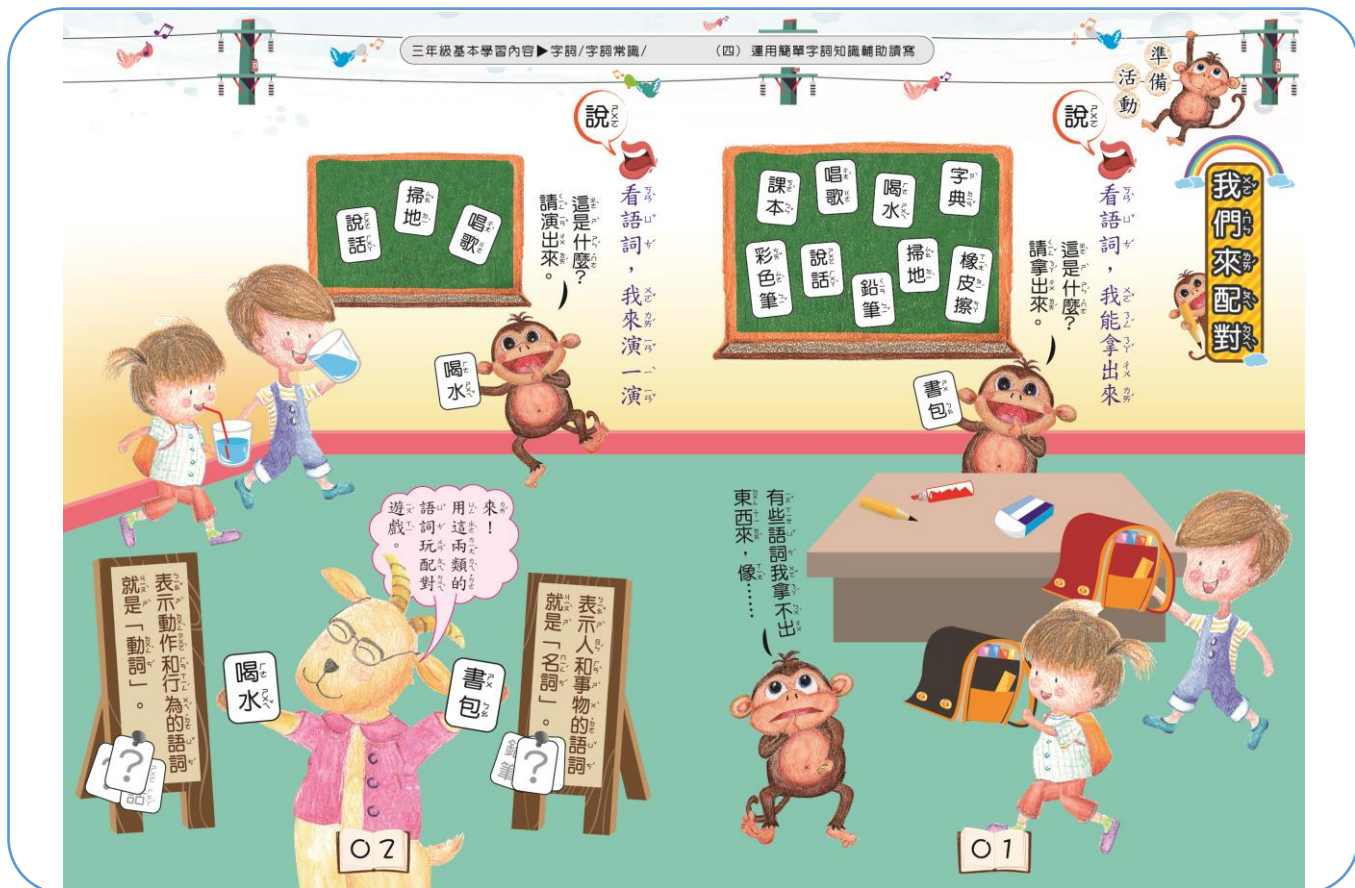 三年級基本學習內容▶字詞/字詞常識/ （四） 運用簡單字詞知識輔助讀寫
準備
活動
我們來配對
說
看語詞，我能拿出來
這是什麼？
請拿出來。
字典
喝水
唱歌
課本
橡皮擦
掃地
鉛筆
說話
彩色筆
書包
有些語詞我拿不出
東西來，像……
01
說
看語詞，我來演一演
這是什麼？
請演出來。
唱歌
掃地
說話
喝水
來！
用這兩類的
語詞玩配對
遊戲。
表示人和事物的語詞
就是「名詞」。
鉛筆
?
書包
喝水
表示動作和行為的語詞
就是「動詞」。
?
話
02